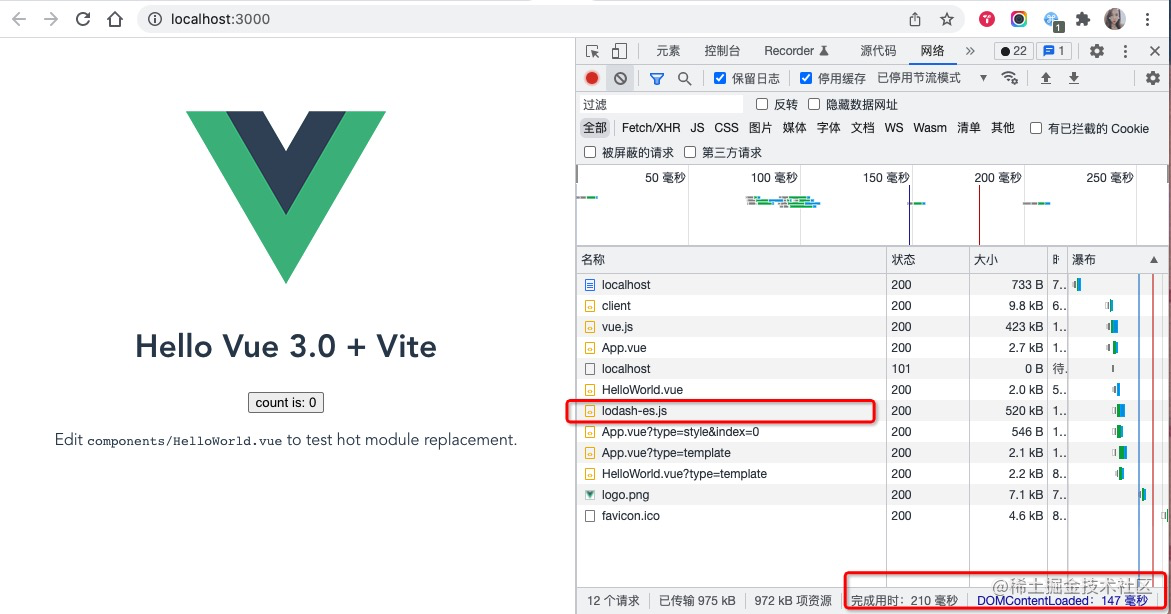 localhost:3000
1
元素 控制台 Recorder 源代码 网络 » 22 1
保留日志 停用缓存 已停用节流模式
过滤 反转 隐藏数据网址
全部 Fetch/XHR JS CSS 图片 媒体 字体 文档 WS Wasm 清单 其他 有已拦截的 Cookie
被屏蔽的请求 第三方请求
50 毫秒 100 毫秒 150 毫秒 200 毫秒 250 毫秒
名称 状态 大小 瀑布
localhost 200 733 B 7..
client 200 9.8 kB 6..
vue.js 200 423 kB 1..
App.vue 200 2.7 kB 1..
localhost 101 0 B 待.
HelloWorld.vue 200 2.0 kB 5..
lodash-es.js 200 520 kB 1..
App.vue?type=style&index=0 200 546 B 1..
App.vue?type=template 200 2.1 kB 1..
HelloWorld.vue?type=template 200 2.2 kB 8..
logo.png 200 7.1 kB 7..
favicon.ico 200 4.6 kB 8..
12 个请求 已传输 975 kB 972 kB 项资源 完成用时：210 毫秒 DOMContentLoaded：147 毫秒
@稀土掘金技术社区
Hello Vue 3.0 + Vite
count is: 0
Edit components/HelloWorld.vue to test hot module replacement.